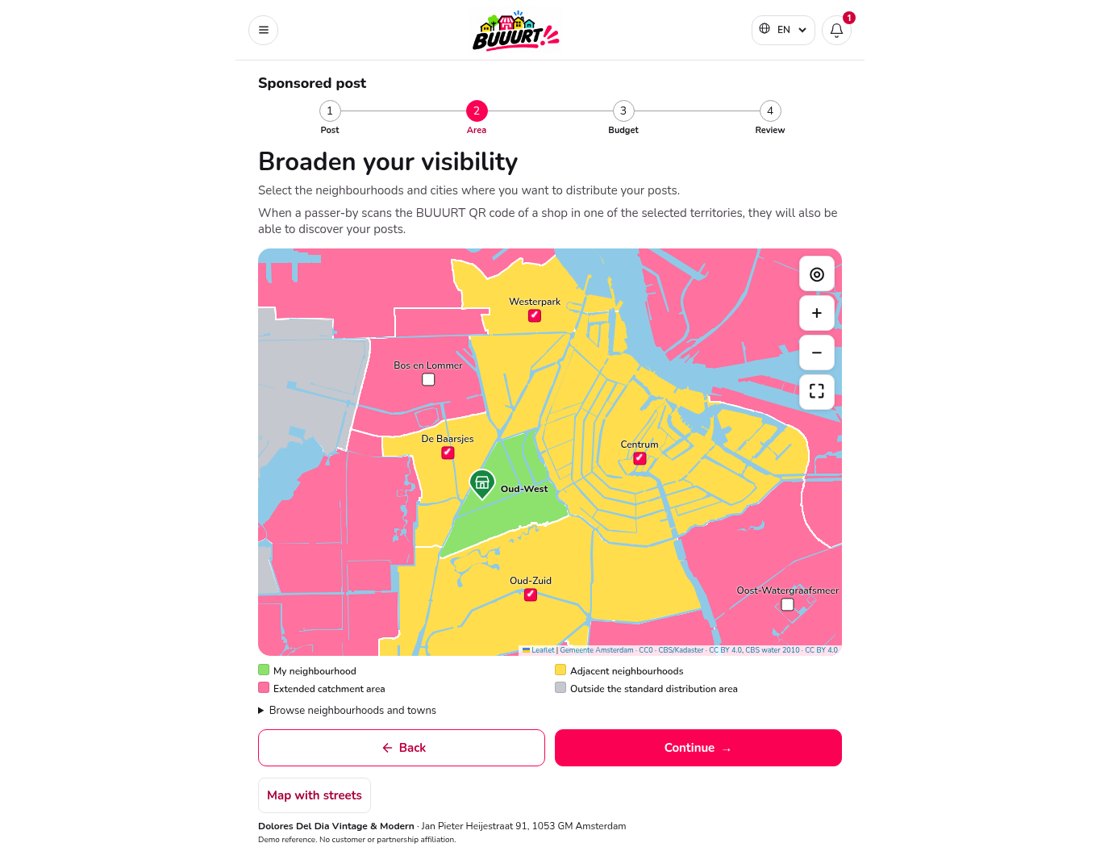 BUUURT!
EN
1
Sponsored post
1
2
3
4
Post
Area
Budget
Review
Broaden your visibility
Select the neighbourhoods and cities where you want to distribute your posts.
When a passer-by scans the BUUURT QR code of a shop in one of the selected territories, they will also be
able to discover your posts.
Westerpark
Bos en Lommer
De Baarsjes
Centrum
Oud-West
Oud-Zuid
Oost-Watergraafsmeer
+
−
Leaflet | Gemeente Amsterdam · CC0 · CBS/Kadaster · CC BY 4.0, CBS water 2010 · CC BY 4.0
My neighbourhood
Adjacent neighbourhoods
Extended catchment area
Outside the standard distribution area
▶ Browse neighbourhoods and towns
← Back
Continue →
Map with streets
Dolores Del Dia Vintage & Modern · Jan Pieter Heijestraat 91, 1053 GM Amsterdam
Demo reference. No customer or partnership affiliation.